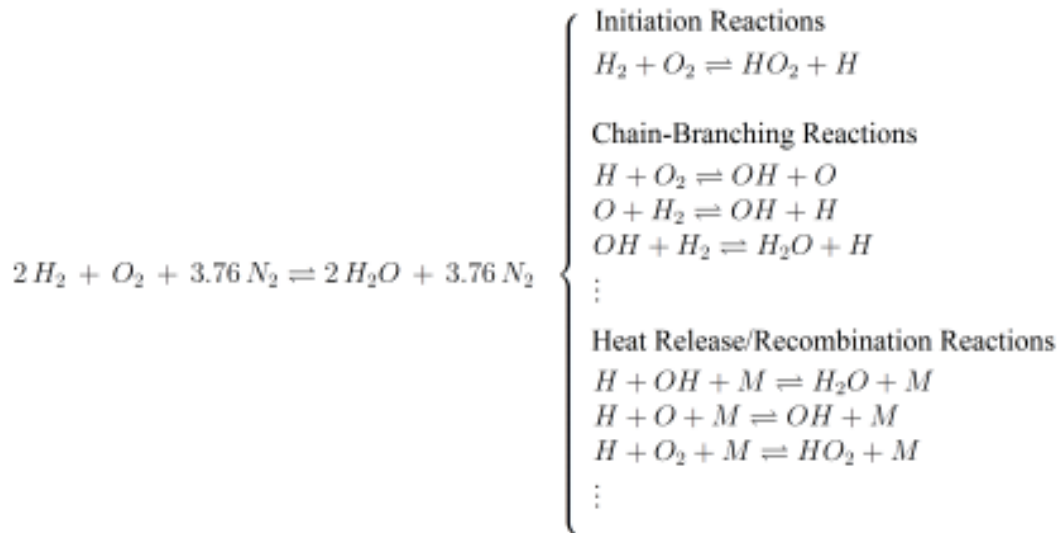 Initiation Reactions
H₂ + O₂ ⇌ HO₂ + H
Chain-Branching Reactions
H + O₂ ⇌ OH + O
O + H₂ ⇌ OH + H
OH + H₂ ⇌ H₂O + H
⋮
2 H₂ + O₂ + 3.76 N₂ ⇌ 2 H₂O + 3.76 N₂
Heat Release/Recombination Reactions
H + OH + M ⇌ H₂O + M
H + O + M ⇌ OH + M
H + O₂ + M ⇌ HO₂ + M
⋮